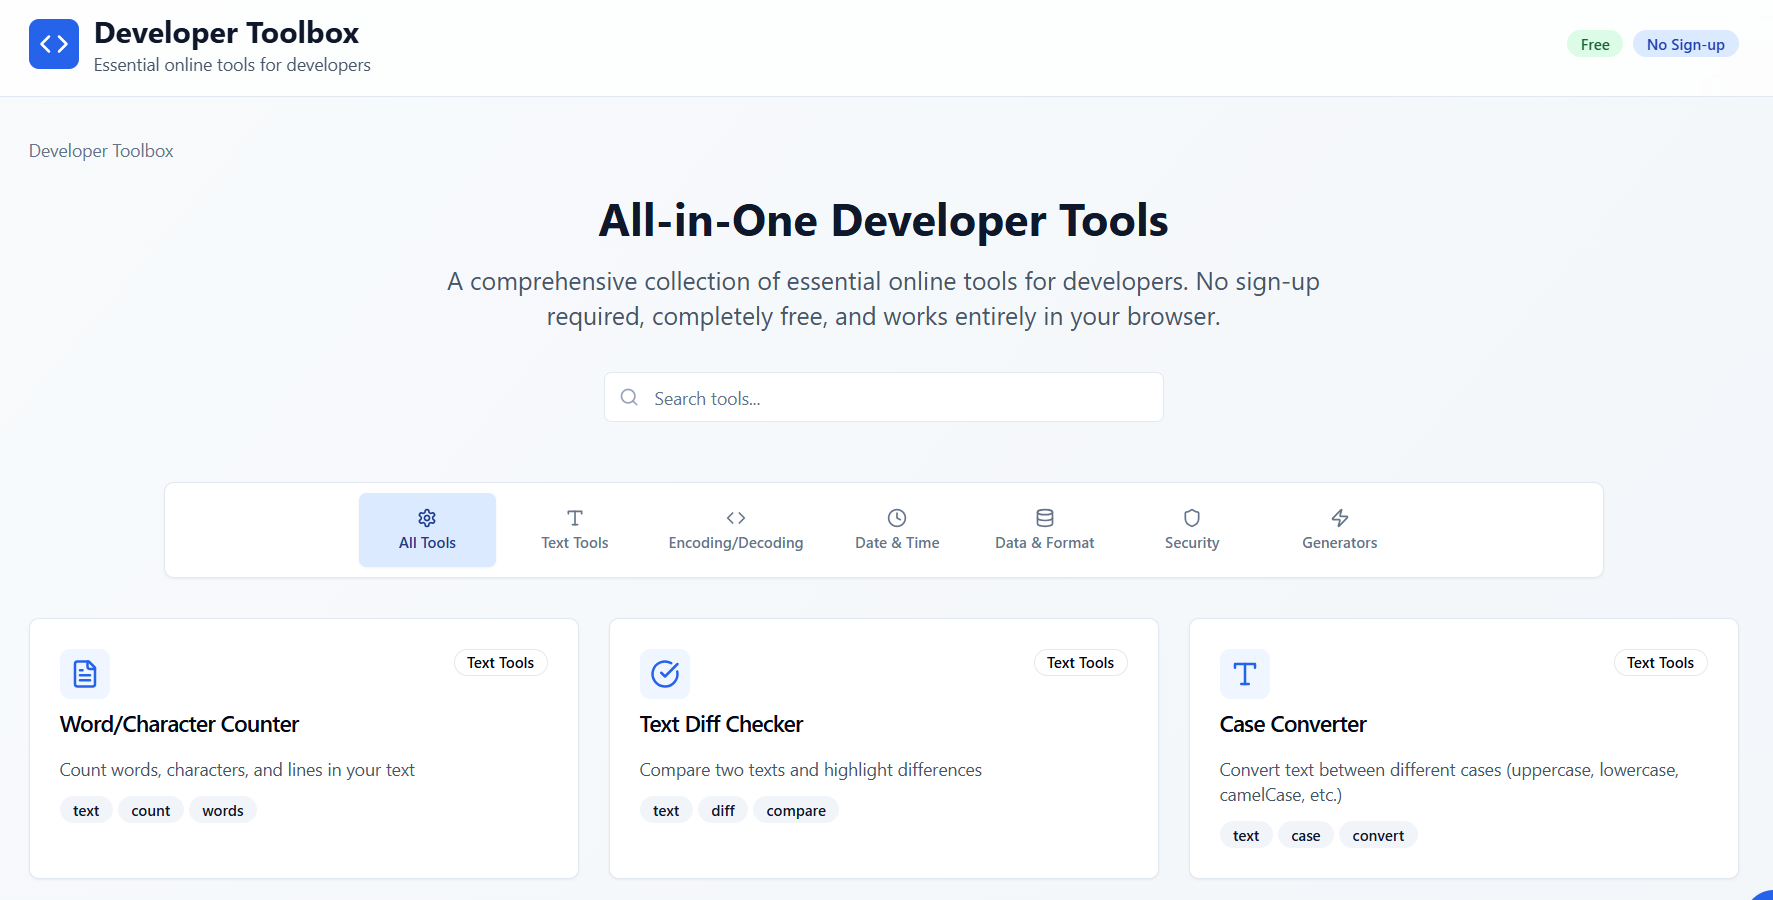 Developer Toolbox
Essential online tools for developers
Free
No Sign-up
Developer Toolbox
All-in-One Developer Tools
A comprehensive collection of essential online tools for developers. No sign-up
required, completely free, and works entirely in your browser.
Search tools...
All Tools
Text Tools
Encoding/Decoding
Date & Time
Data & Format
Security
Generators
Text Tools
Word/Character Counter
Count words, characters, and lines in your text
text count words
Text Tools
Text Diff Checker
Compare two texts and highlight differences
text diff compare
Text Tools
Case Converter
Convert text between different cases (uppercase, lowercase,
camelCase, etc.)
text case convert